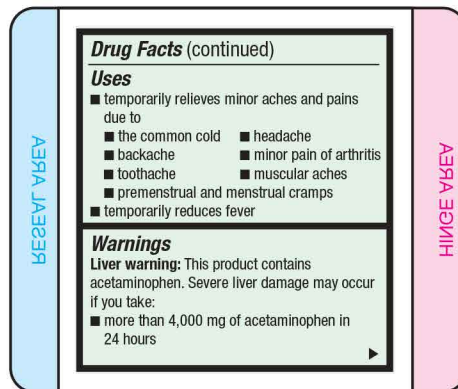 Drug Facts (continued)
Uses
■ temporarily relieves minor aches and pains
due to
■ the common cold ■ headache
■ backache ■ minor pain of arthritis
■ toothache ■ muscular aches
■ premenstrual and menstrual cramps
■ temporarily reduces fever
Warnings
Liver warning: This product contains
acetaminophen. Severe liver damage may occur
if you take:
■ more than 4,000 mg of acetaminophen in
24 hours
RESEAL AREA
HINGE AREA